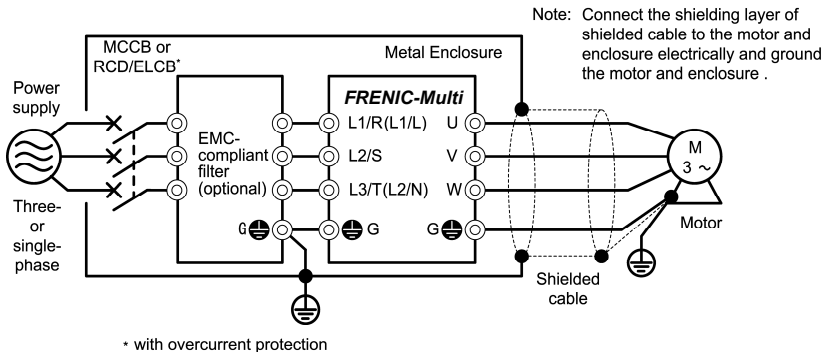 Note: Connect the shielding layer of
shielded cable to the motor and
enclosure electrically and ground
the motor and enclosure .
MCCB or
RCD/ELCB*
Metal Enclosure
Power
supply
FRENIC-Multi
L1/R(L1/L) U
EMC-
compliant
filter
(optional)
L2/S V
L3/T(L2/N) W
M
3 ~
Three-
or
single-
phase
G G G
Motor
Shielded
cable
* with overcurrent protection